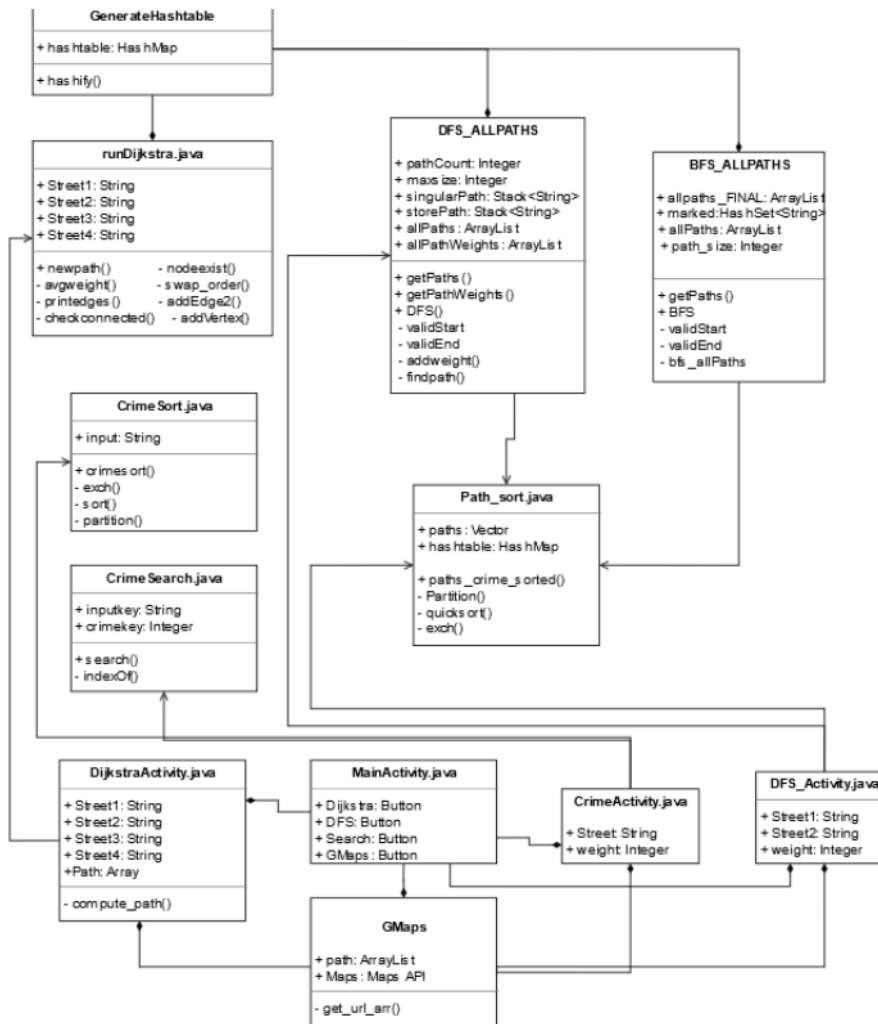 GenerateHashtable
+ hashtable: HashMap
+ hashify()
runDijkstra.java
+ Street1: String
+ Street2: String
+ Street3: String
+ Street4: String
+ newpath() - nodeexist()
- avgweight() - swap_order()
- printedges() - addEdge2()
- checkconnected() - addVertex()
DFS_ALLPATHS
+ pathCount: Integer
+ maxsize: Integer
+ singularPath: Stack<String>
+ storePath: Stack<String>
+ allPaths: ArrayList
+ allPathWeights: ArrayList
+ getPaths()
+ getPathWeights()
+ DFS()
- validStart
- validEnd
- addweight()
- findpath()
BFS_ALLPATHS
+ allpaths_FINAL: ArrayList
+ marked:HashSet<String>
+ allPaths: ArrayList
+ path_size: Integer
+ getPaths()
+ BFS
- validStart
- validEnd
- bfs_allPaths
CrimeSort.java
+ input: String
+ crimesort()
- exch()
- sort()
- partition()
Path_sort.java
+ paths: Vector
+ hashtable: HashMap
+ paths_crime_sorted()
- Partition()
- quicksort()
- exch()
CrimeSearch.java
+ inputkey: String
+ crimekey: Integer
+ search()
- indexOf()
DijkstraActivity.java
+ Street1: String
+ Street2: String
+ Street3: String
+ Street4: String
+Path: Array
- compute_path()
MainActivity.java
+ Dijkstra: Button
+ DFS: Button
+ Search: Button
+ GMaps: Button
CrimeActivity.java
+ Street: String
+ weight: Integer
DFS_Activity.java
+ Street1: String
+ Street2: String
+ weight: Integer
GMaps
+ path: ArrayList
+ Maps: Maps API
- get_url_arr()